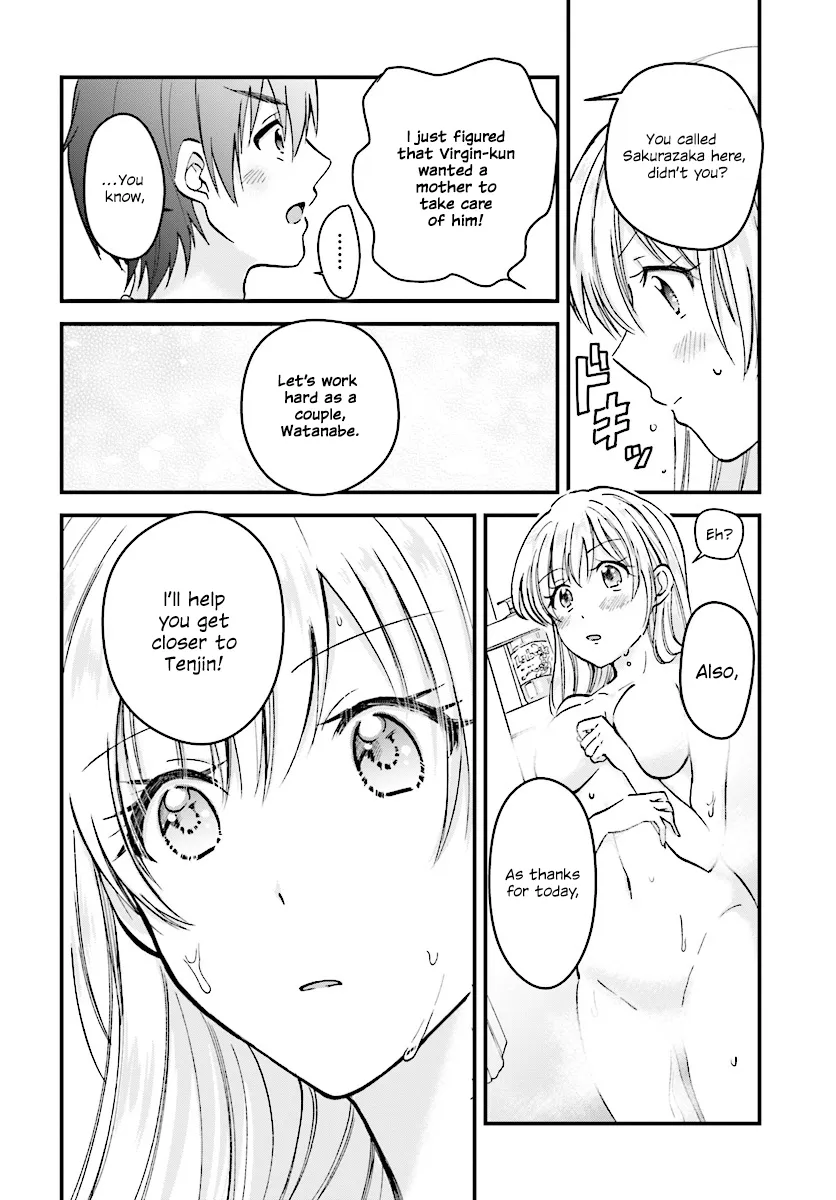 You called
Sakurazaka here,
didn't you?
ドキッ
I just figured
that Virgin-kun
wanted a
mother to
take care
of him!
......
...You
know,
Let's work
hard as a
couple,
Watanabe.
Eh?
Also,
As thanks
for today,
I'll help
you get
closer to
Tenjin!